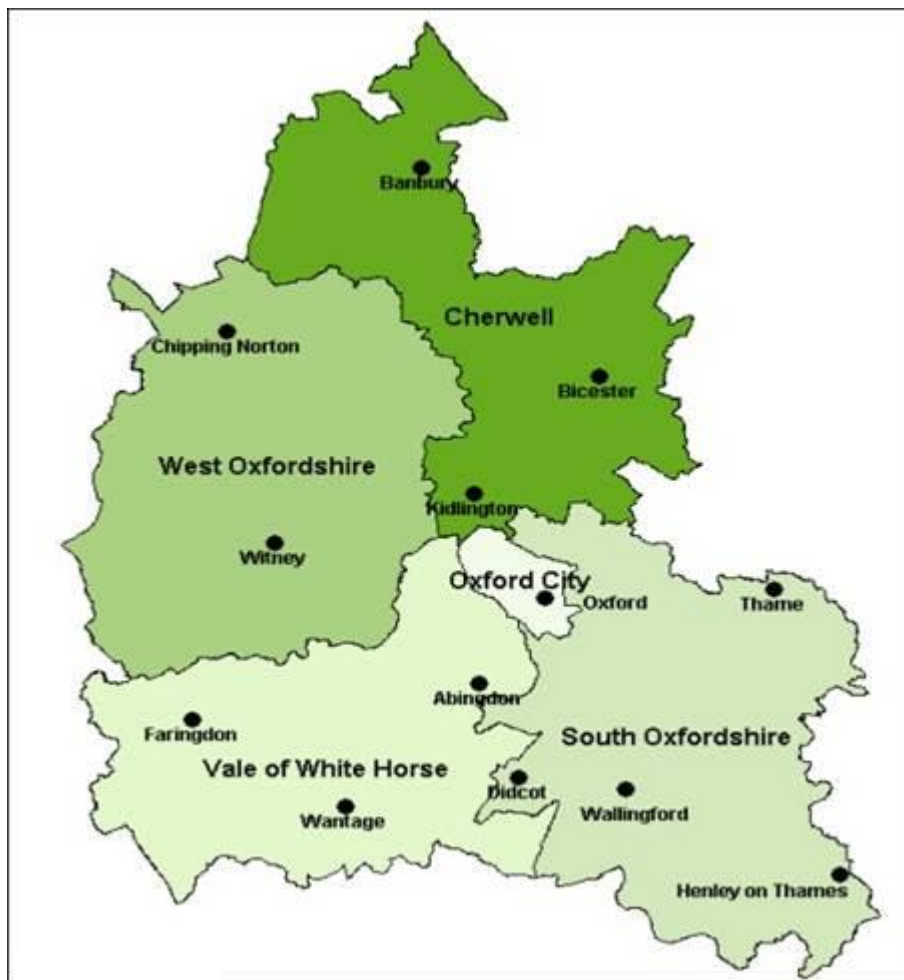 Banbury
Cherwell
Chipping Norton
Bicester
West Oxfordshire
Kidlington
Witney
Oxford City
Oxford
Thame
Abingdon
Faringdon
South Oxfordshire
Vale of White Horse
Didcot
Wantage
Wallingford
Henley on Thames